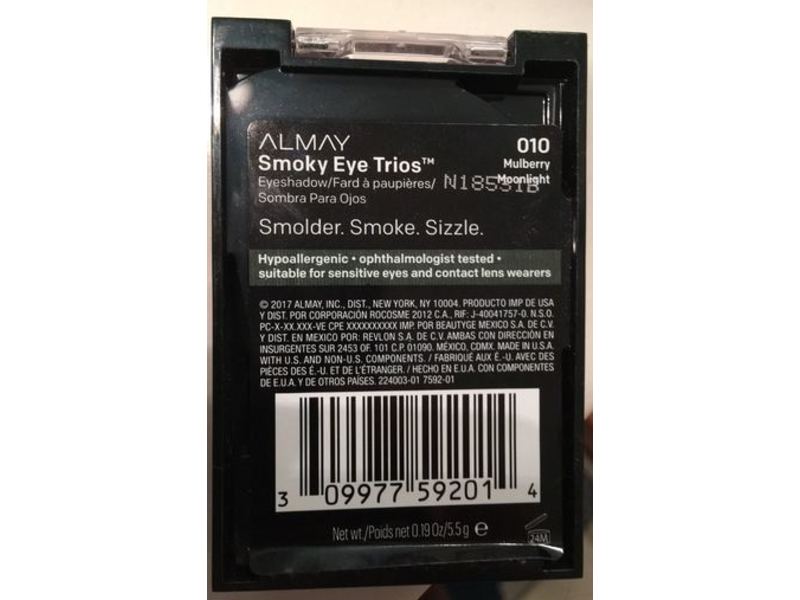 ALMAY
010
Smoky Eye Trios™
Mulberry
Eyeshadow/Fard à paupières/
Moonlight
Sombra Para Ojos
Smolder. Smoke. Sizzle.
Hypoallergenic • ophthalmologist tested •
suitable for sensitive eyes and contact lens wearers
© 2017 ALMAY, INC., DIST., NEW YORK, NY 10004. PRODUCTO IMP DE USA
Y DIST. POR CORPORACIÓN ROCOSME 2012 C.A., RIF: J-40041757-0. N.S.O.
PC-X-XX.XXX-VE CPE XXXXXXXXXX IMP. POR BEAUTYGE MEXICO S.A. DE C.V.
Y DIST. EN MEXICO POR: REVLON S.A. DE C.V. AMBAS CON DIRECCIÓN EN
INSURGENTES SUR 2453 OF. 101 C.P. 01090. MÉXICO, CDMX. MADE IN U.S.A.
WITH U.S. AND NON-U.S. COMPONENTS. / FABRIQUÉ AUX É.-U. AVEC DES
PIÈCES DES É.-U. ET DE L'ÉTRANGER. / HECHO EN E.U.A. CON COMPONENTES
DE E.U.A. Y DE OTROS PAÍSES. 224003-01 7592-01
3 09977 59201 4
Net wt./Poids net 0.19 Oz/5.5 g ℮
24M